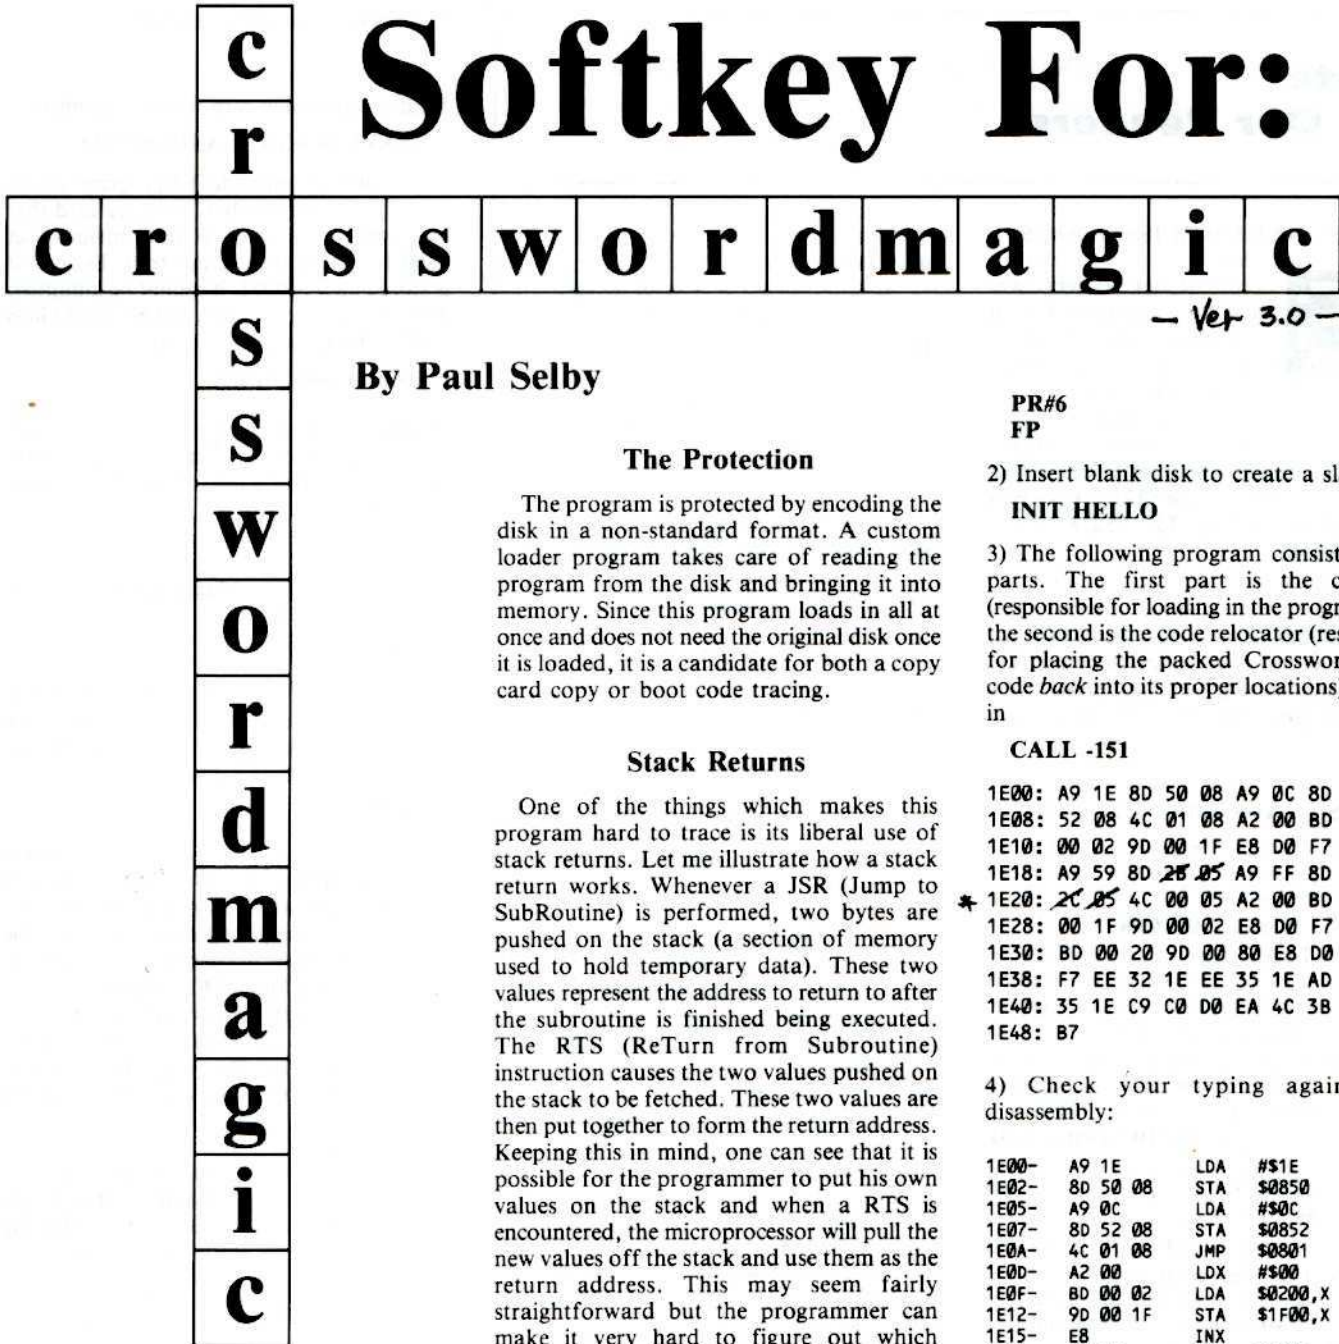 Softkey For:
crosswordmagic
crosswordmagic
— Ver 3.0 —
By Paul Selby
The Protection
The program is protected by encoding the
disk in a non-standard format. A custom
loader program takes care of reading the
program from the disk and bringing it into
memory. Since this program loads in all at
once and does not need the original disk once
it is loaded, it is a candidate for both a copy
card copy or boot code tracing.
Stack Returns
One of the things which makes this
program hard to trace is its liberal use of
stack returns. Let me illustrate how a stack
return works. Whenever a JSR (Jump to
SubRoutine) is performed, two bytes are
pushed on the stack (a section of memory
used to hold temporary data). These two
values represent the address to return to after
the subroutine is finished being executed.
The RTS (ReTurn from Subroutine)
instruction causes the two values pushed on
the stack to be fetched. These two values are
then put together to form the return address.
Keeping this in mind, one can see that it is
possible for the programmer to put his own
values on the stack and when a RTS is
encountered, the microprocessor will pull the
new values off the stack and use them as the
return address. This may seem fairly
straightforward but the programmer can
make it very hard to figure out which
PR#6
FP
2) Insert blank disk to create a sl
INIT HELLO
3) The following program consist
parts. The first part is the c
(responsible for loading in the progr
the second is the code relocator (res
for placing the packed Crosswor
code back into its proper locations)
in
CALL -151
1E00: A9 1E 8D 50 08 A9 0C 8D
1E08: 52 08 4C 01 08 A2 00 BD
1E10: 00 02 9D 00 1F E8 D0 F7
1E18: A9 59 8D 2B 05 A9 FF 8D
* 1E20: 2C 05 4C 00 05 A2 00 BD
1E28: 00 1F 9D 00 02 E8 D0 F7
1E30: BD 00 20 9D 00 80 E8 D0
1E38: F7 EE 32 1E EE 35 1E AD
1E40: 35 1E C9 C0 D0 EA 4C 3B
1E48: B7
4) Check your typing again
disassembly:
1E00- A9 1E LDA #$1E
1E02- 8D 50 08 STA $0850
1E05- A9 0C LDA #$0C
1E07- 8D 52 08 STA $0852
1E0A- 4C 01 08 JMP $0801
1E0D- A2 00 LDX #$00
1E0F- BD 00 02 LDA $0200,X
1E12- 9D 00 1F STA $1F00,X
1E15- E8 INX